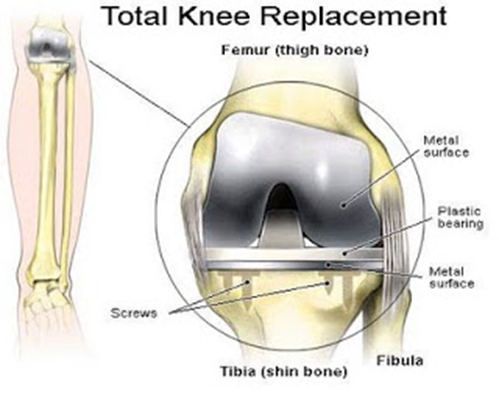 Total Knee Replacement
Femur (thigh bone)
Metal
surface
Plastic
bearing
Metal
surface
Screws
Fibula
Tibia (shin bone)